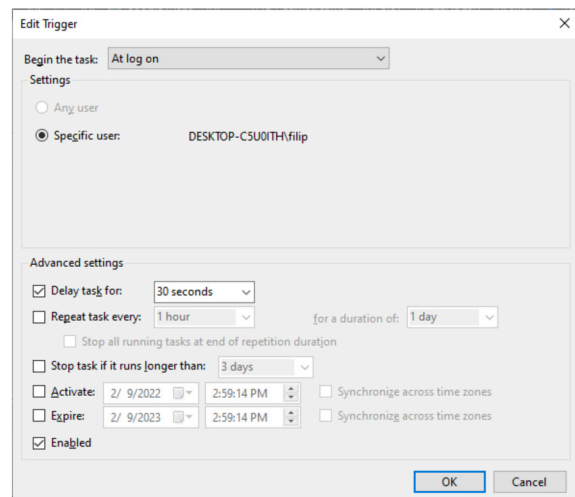 Edit Trigger
Begin the task: At log on
Settings
Any user
Specific user: DESKTOP-C5U0ITH\filip
Advanced settings
Delay task for: 30 seconds
Repeat task every: 1 hour for a duration of: 1 day
Stop all running tasks at end of repetition duration
Stop task if it runs longer than: 3 days
Activate: 2/ 9/2022 2:59:14 PM Synchronize across time zones
Expire: 2/ 9/2023 2:59:14 PM Synchronize across time zones
Enabled
OK Cancel